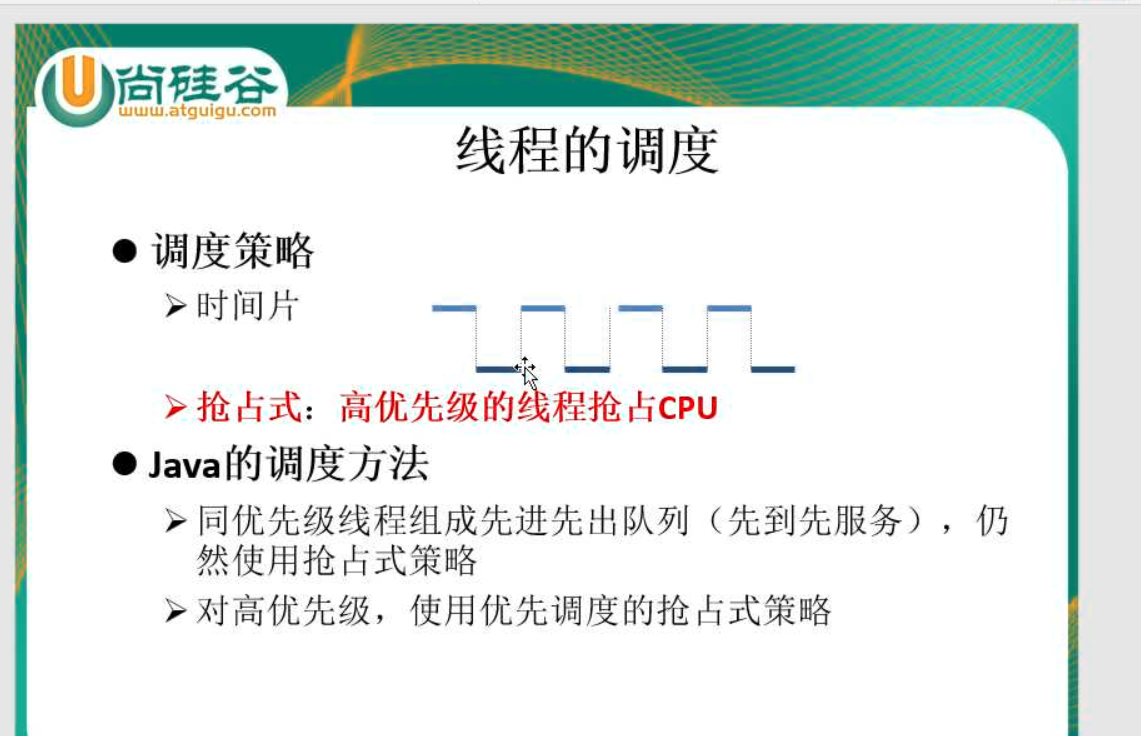 尚硅谷
www.atguigu.com
线程的调度
调度策略
时间片
抢占式：高优先级的线程抢占CPU
Java的调度方法
同优先级线程组成先进先出队列（先到先服务），仍
然使用抢占式策略
对高优先级，使用优先调度的抢占式策略